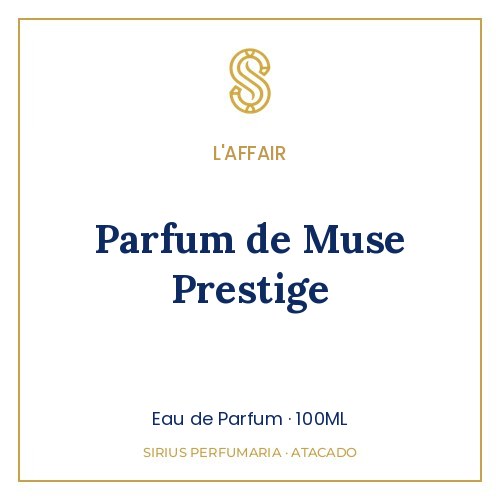 L'AFFAIR
Parfum de Muse
Prestige
Eau de Parfum · 100ML
SIRIUS PERFUMARIA · ATACADO